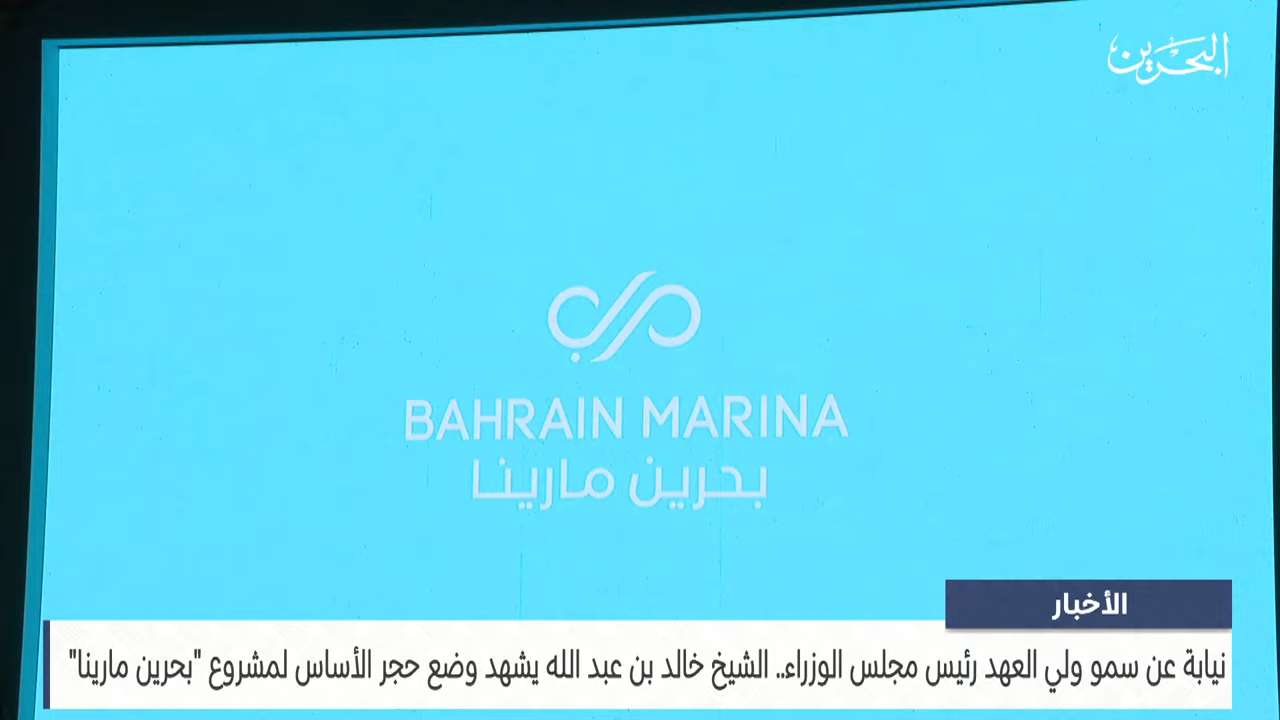 البحرين
BAHRAIN MARINA
بحرين مارينا
الأخبار
نيابة عن سمو ولي العهد رئيس مجلس الوزراء.. الشيخ خالد بن عبد الله يشهد وضع حجر الأساس لمشروع "بحرين مارينا"